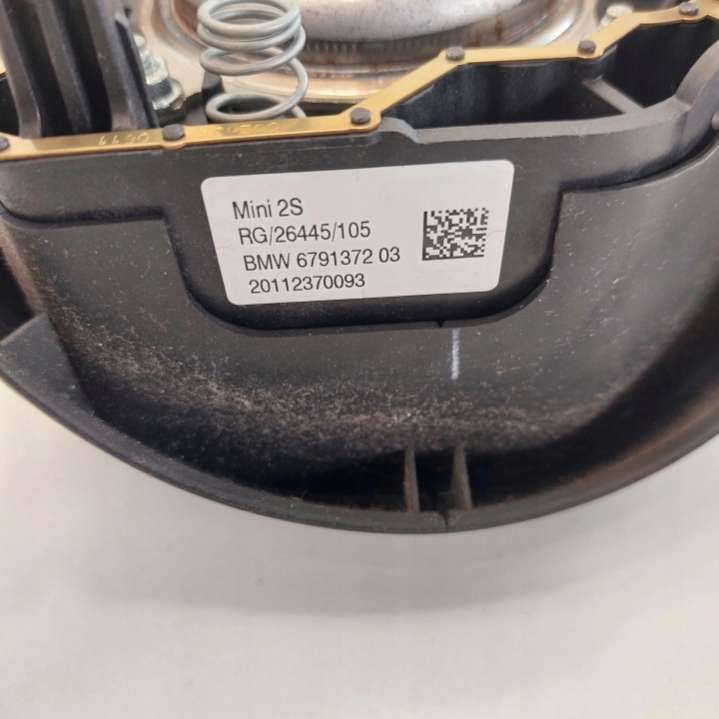 Mini 2S
RG/26445/105
BMW 6791372 03
20112370093